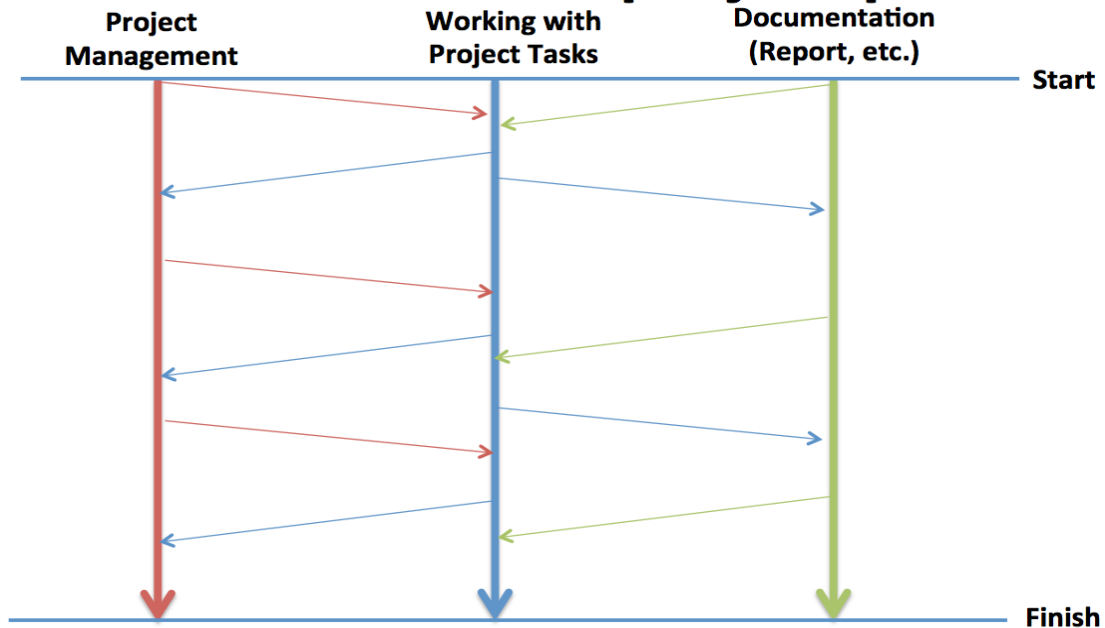 Project
Management
Working with
Project Tasks
Documentation
(Report, etc.)
Start
Finish